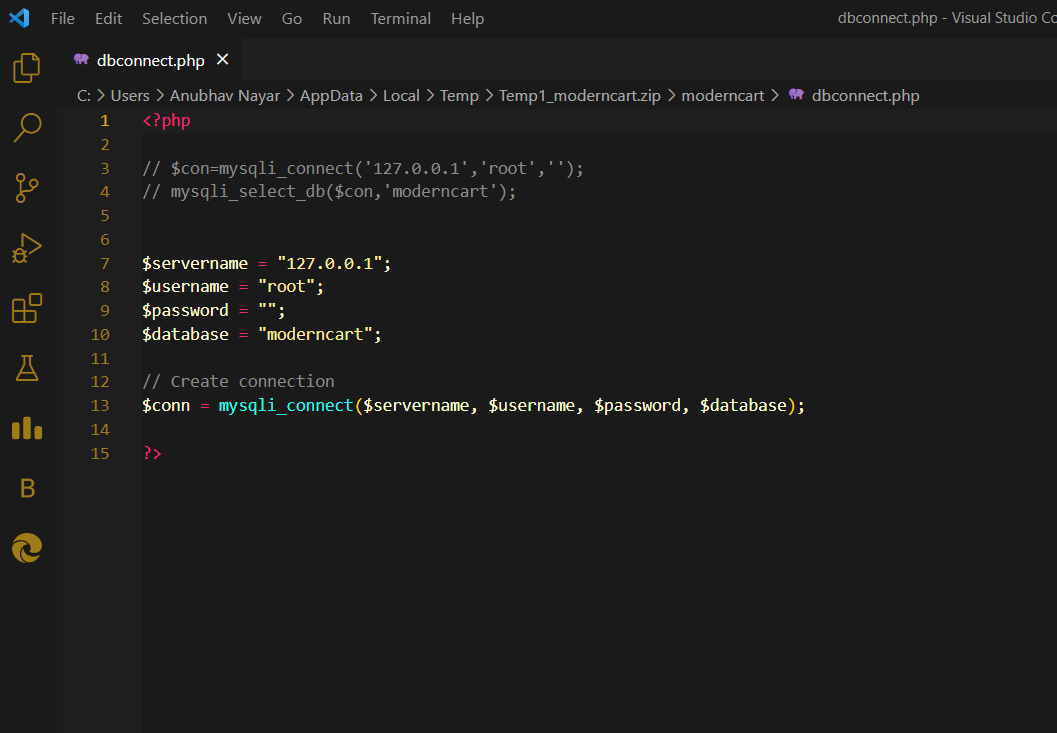 File Edit Selection View Go Run Terminal Help dbconnect.php - Visual Studio Co
dbconnect.php
C: > Users > Anubhav Nayar > AppData > Local > Temp > Temp1_moderncart.zip > moderncart > dbconnect.php
1 <?php
2
3 // $con=mysqli_connect('127.0.0.1','root','');
4 // mysqli_select_db($con,'moderncart');
5
6
7 $servername = "127.0.0.1";
8 $username = "root";
9 $password = "";
10 $database = "moderncart";
11
12 // Create connection
13 $conn = mysqli_connect($servername, $username, $password, $database);
14
15 ?>
B